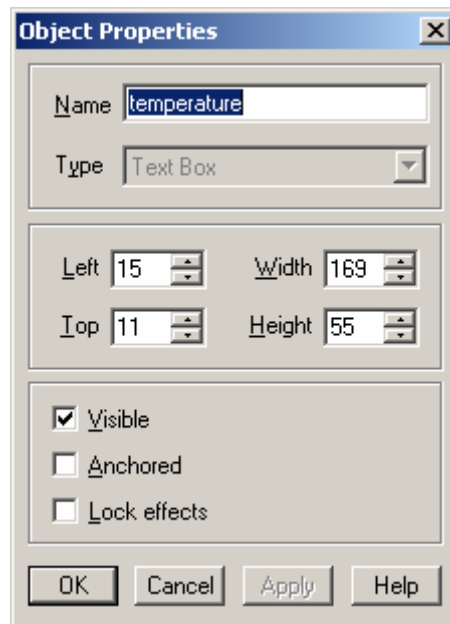 Object Properties
Name temperature
Type Text Box
Left 15 Width 169
Top 11 Height 55
Visible
Anchored
Lock effects
OK Cancel Apply Help